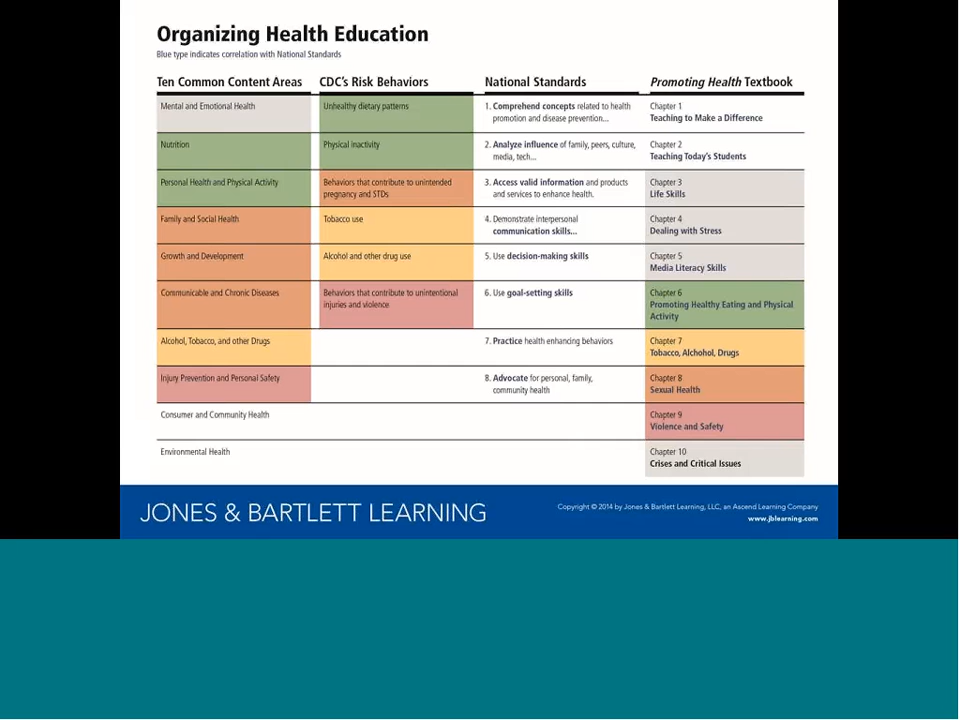 Organizing Health Education
Blue type indicates correlation with National Standards
Ten Common Content Areas
CDC's Risk Behaviors
National Standards
Promoting Health Textbook
Mental and Emotional Health
Unhealthy dietary patterns
1. Comprehend concepts related to health
promotion and disease prevention...
Chapter 1
Teaching to Make a Difference
Nutrition
Physical inactivity
2. Analyze influence of family, peers, culture,
media, tech...
Chapter 2
Teaching Today's Students
Personal Health and Physical Activity
Behaviors that contribute to unintended
pregnancy and STDs
3. Access valid information and products
and services to enhance health.
Chapter 3
Life Skills
Family and Social Health
Tobacco use
4. Demonstrate interpersonal
communication skills...
Chapter 4
Dealing with Stress
Growth and Development
Alcohol and other drug use
5. Use decision-making skills
Chapter 5
Media Literacy Skills
Communicable and Chronic Diseases
Behaviors that contribute to unintentional
injuries and violence
6. Use goal-setting skills
Chapter 6
Promoting Healthy Eating and Physical
Activity
Alcohol, Tobacco, and other Drugs
7. Practice health enhancing behaviors
Chapter 7
Tobacco, Alchohol, Drugs
Injury Prevention and Personal Safety
8. Advocate for personal, family,
community health
Chapter 8
Sexual Health
Consumer and Community Health
Chapter 9
Violence and Safety
Environmental Health
Chapter 10
Crises and Critical Issues
JONES & BARTLETT LEARNING
Copyright © 2014 by Jones & Bartlett Learning, LLC, an Ascend Learning Company
www.jblearning.com